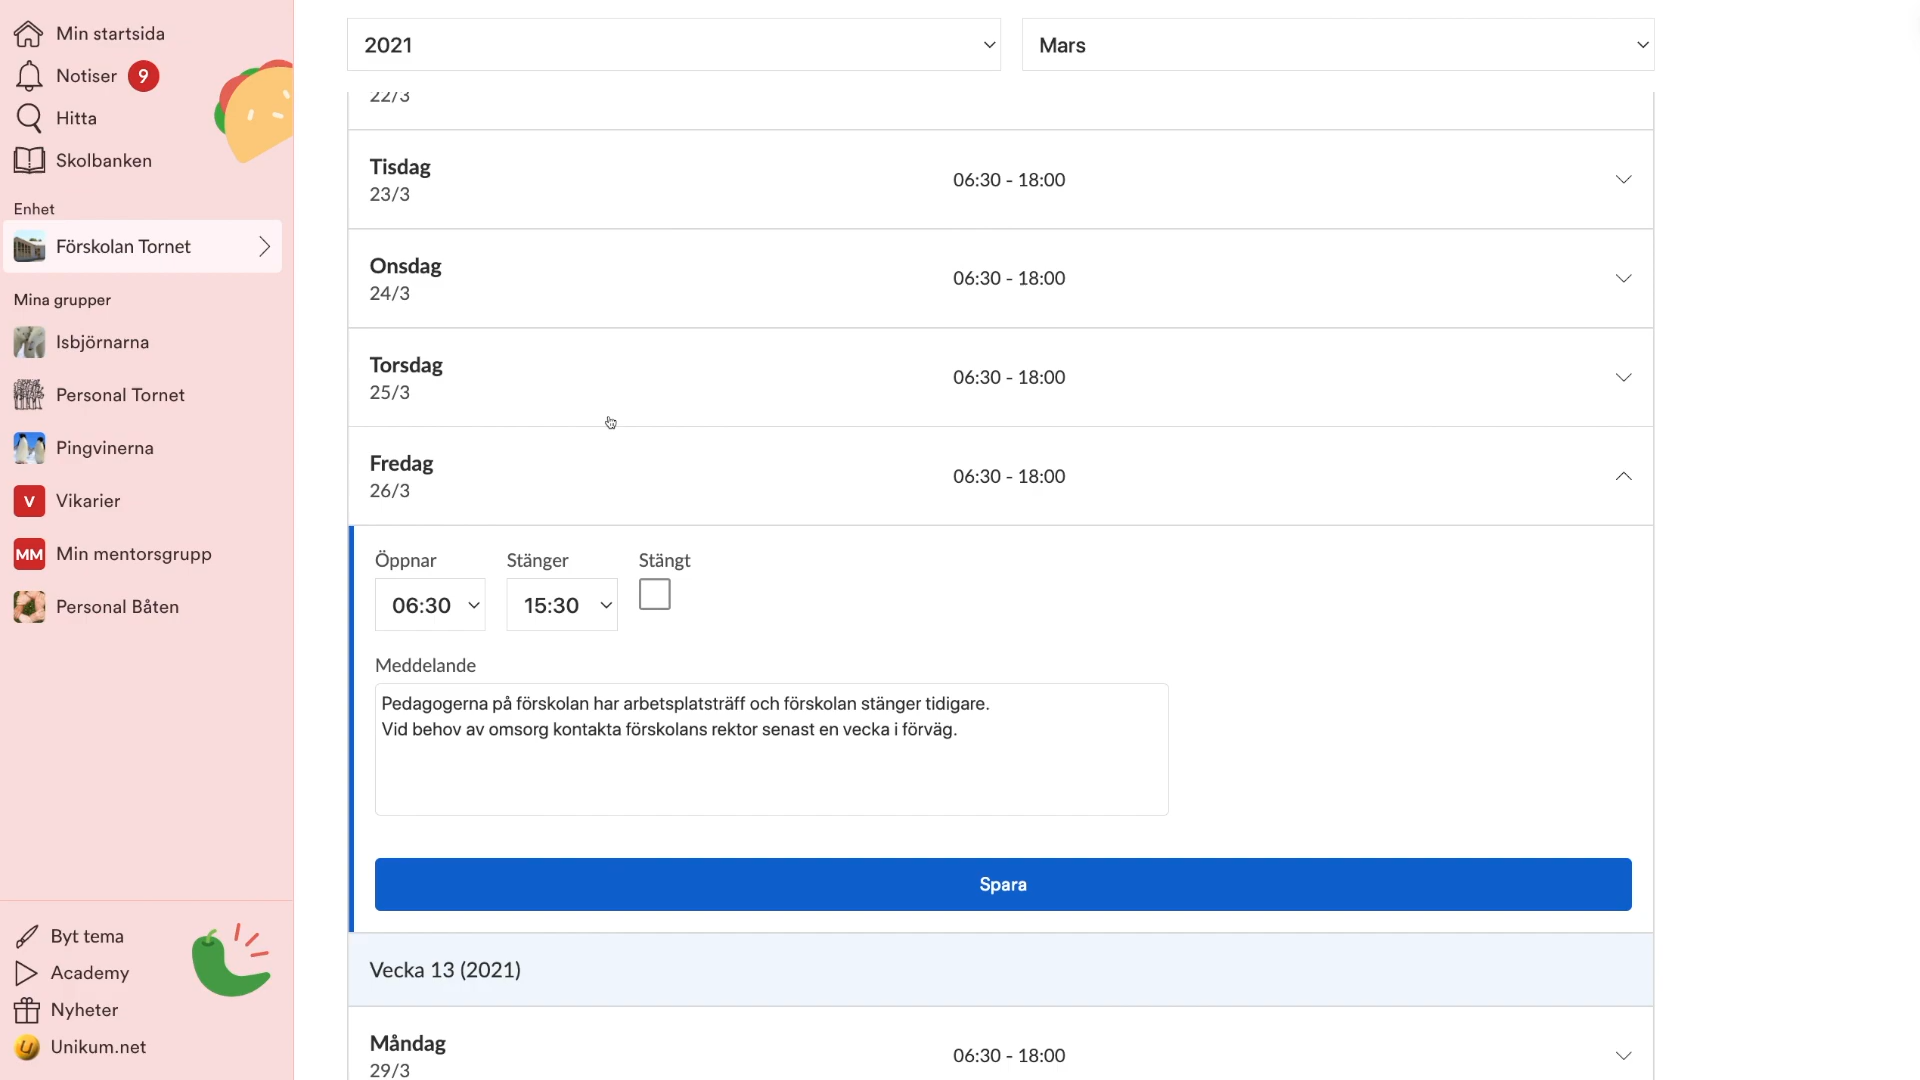 Min startsida
Notiser 9
Hitta
Skolbanken
Enhet
Förskolan Tornet
Mina grupper
Isbjörnarna
Personal Tornet
Pingvinerna
V Vikarier
MM Min mentorsgrupp
Personal Båten
Byt tema
Academy
Nyheter
Unikum.net
2021 Mars
22/3
Tisdag
23/3
06:30 - 18:00
Onsdag
24/3
06:30 - 18:00
Torsdag
25/3
06:30 - 18:00
Fredag
26/3
06:30 - 18:00
Öppnar Stänger Stängt
06:30 15:30
Meddelande
Pedagogerna på förskolan har arbetsplatsträff och förskolan stänger tidigare.
Vid behov av omsorg kontakta förskolans rektor senast en vecka i förväg.
Spara
Vecka 13 (2021)
Måndag
29/3
06:30 - 18:00